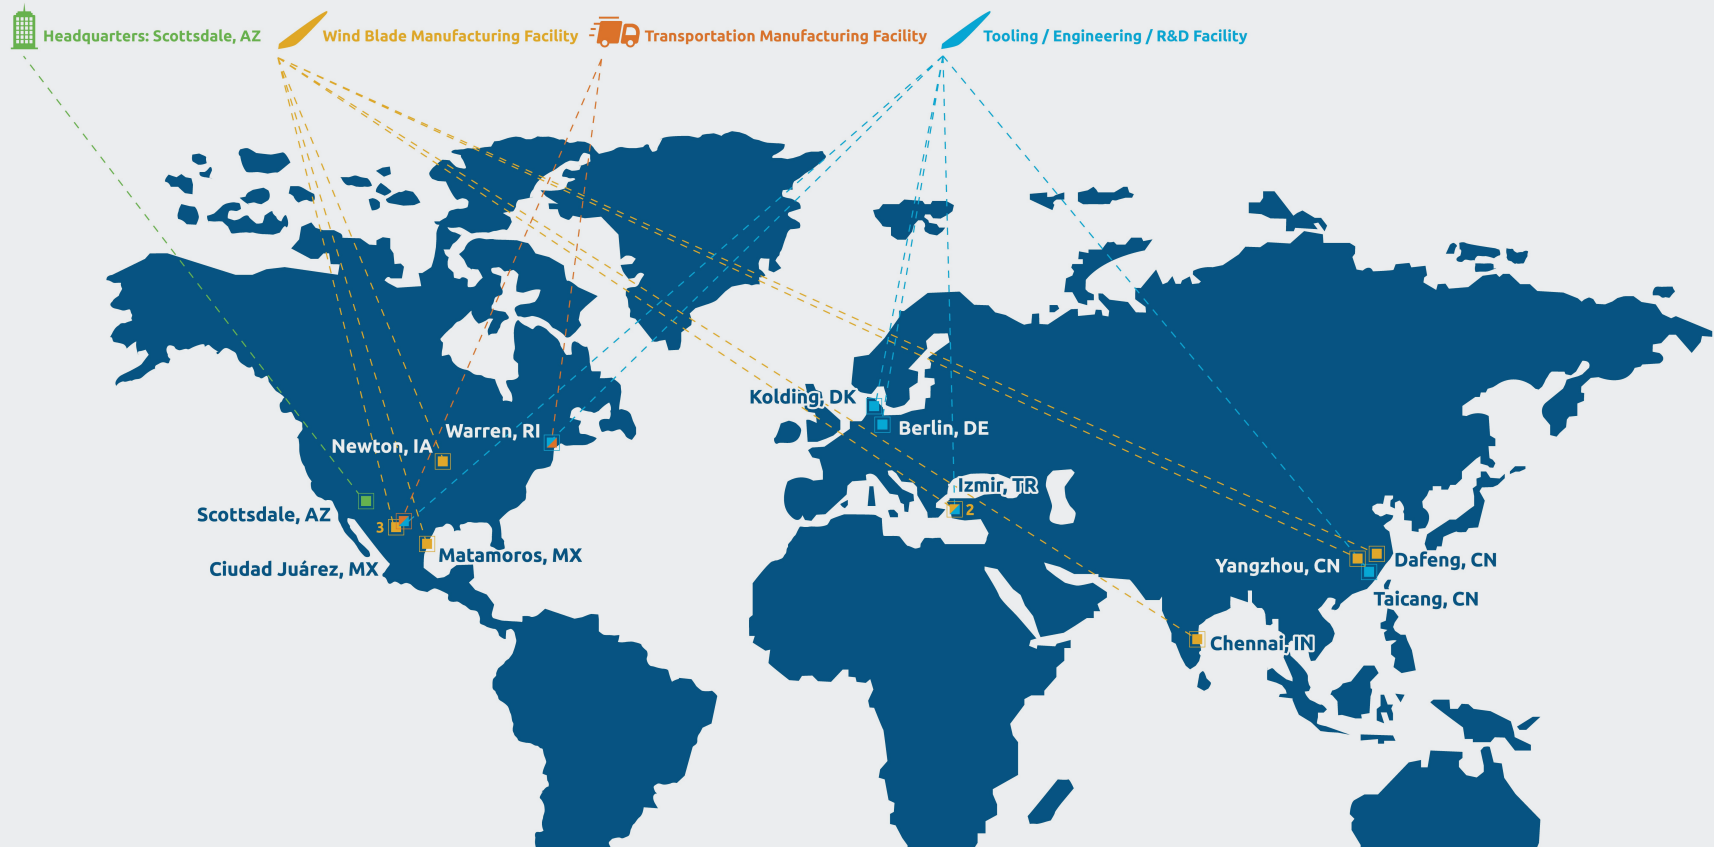 Headquarters: Scottsdale, AZ
Wind Blade Manufacturing Facility
Transportation Manufacturing Facility
Tooling / Engineering / R&D Facility
Kolding, DK
Berlin, DE
Warren, RI
Newton, IA
Izmir, TR
2
Scottsdale, AZ
3
Matamoros, MX
Ciudad Juárez, MX
Yangzhou, CN
Dafeng, CN
Taicang, CN
Chennai, IN